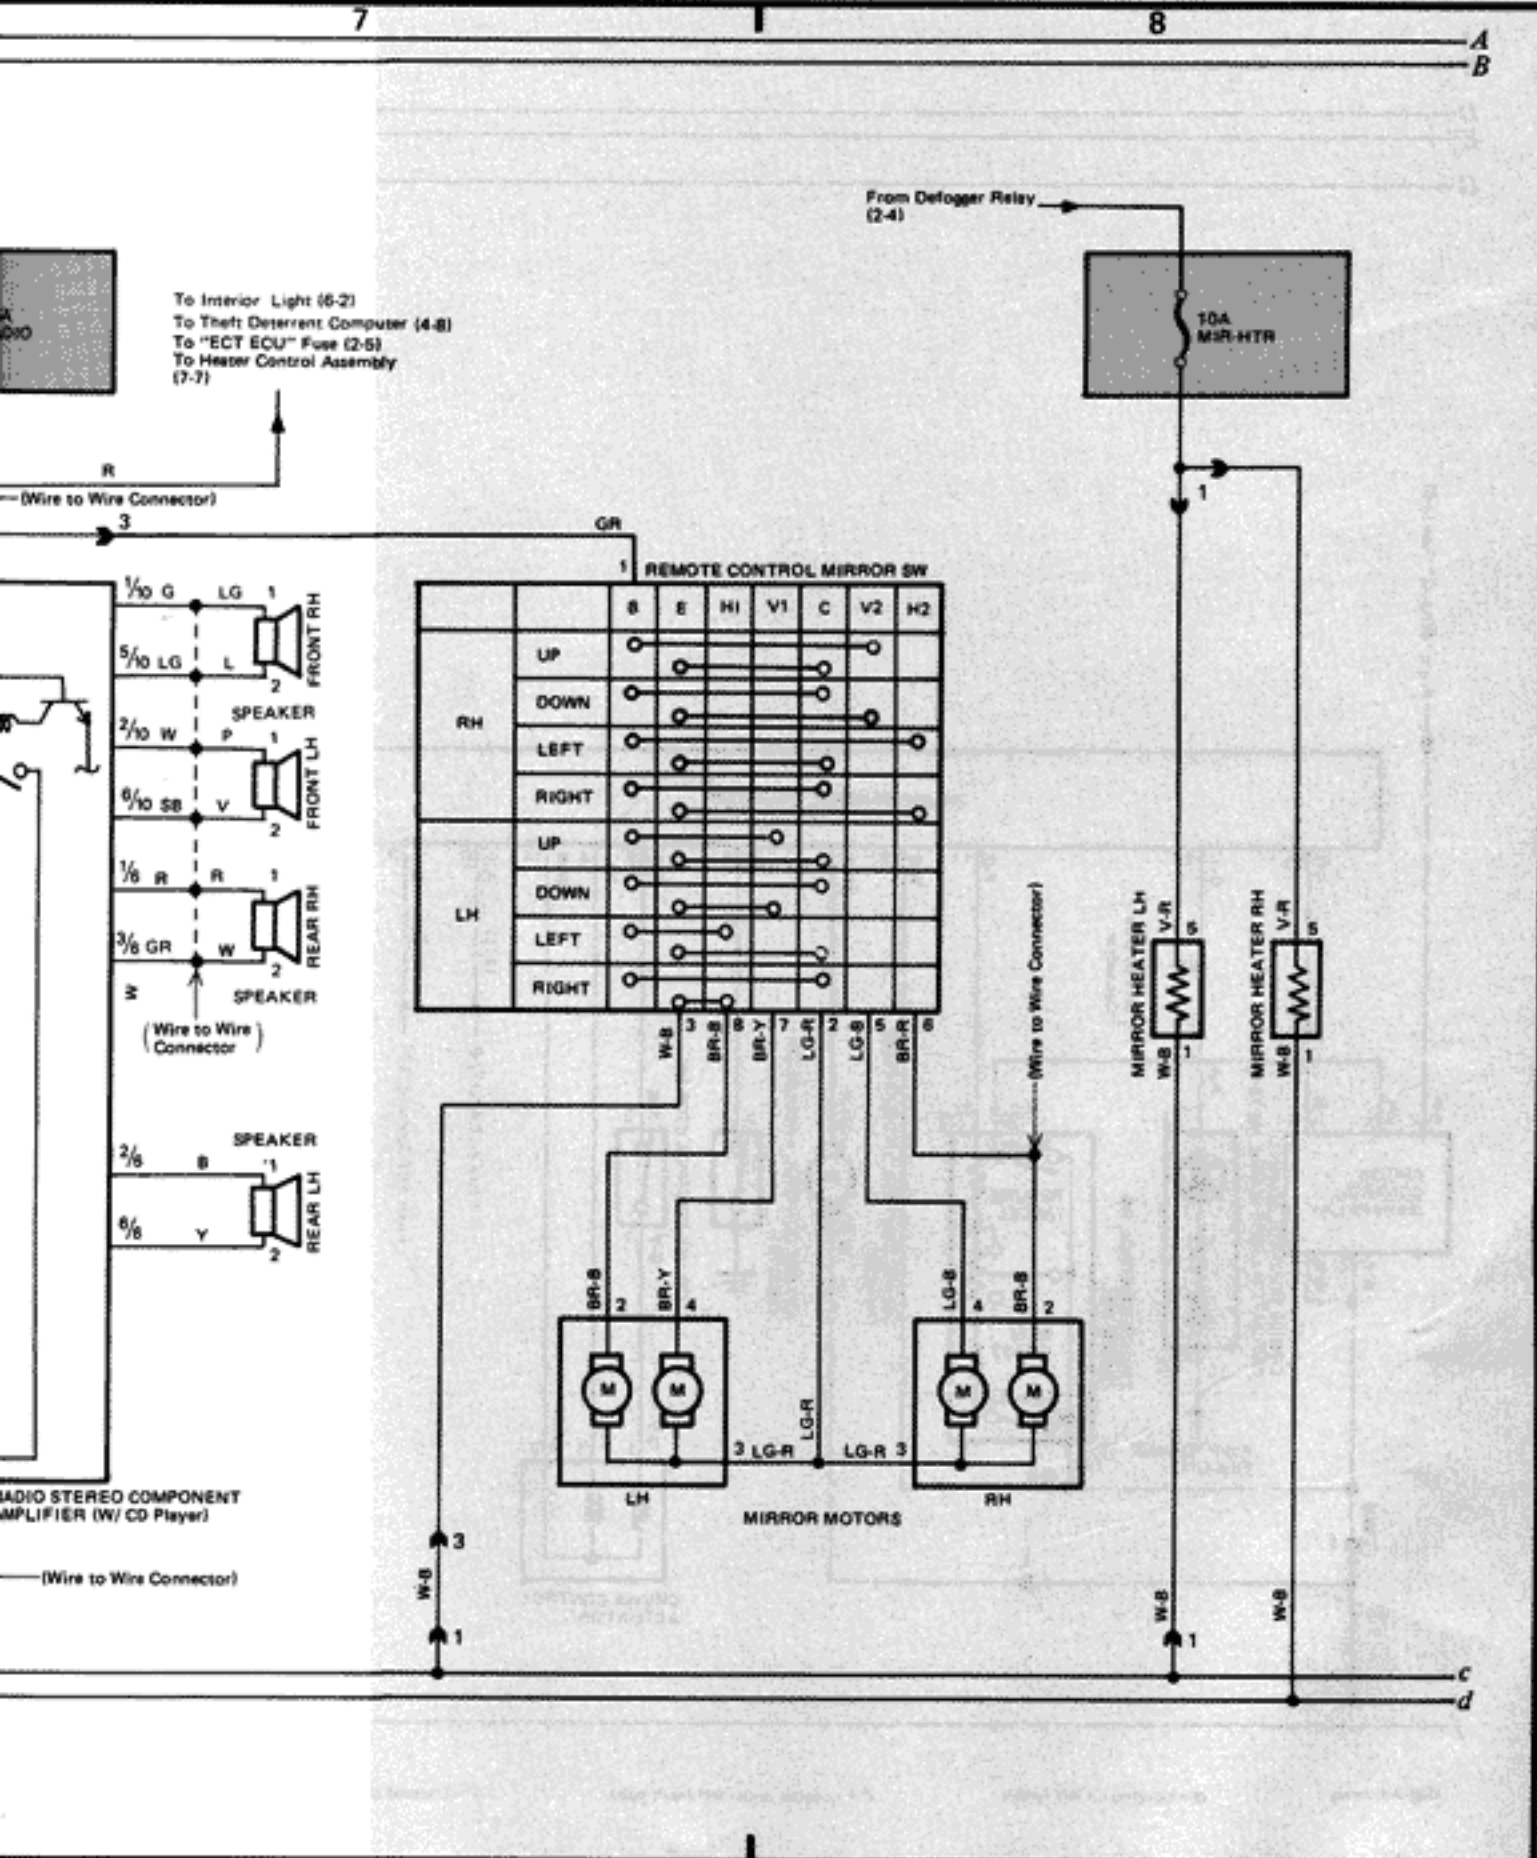 7
8
A
B
From Defogger Relay
(2-4)
10A
MIR-HTR
To Interior Light (6-2)
To Theft Deterrent Computer (4-8)
To "ECT ECU" Fuse (2-5)
To Heater Control Assembly
(7-7)
R
(Wire to Wire Connector)
1
3
GR
1
REMOTE CONTROL MIRROR SW
B E H1 V1 C V2 H2
RH
UP
DOWN
LEFT
RIGHT
LH
UP
DOWN
LEFT
RIGHT
1/10 G LG 1
5/10 LG L 2
FRONT RH
SPEAKER
2/10 W P 1
6/10 SB V 2
FRONT LH
1/6 R R 1
3/6 GR W 2
REAR RH
W
SPEAKER
(Wire to Wire
Connector)
SPEAKER
2/6 B 1
6/6 Y 2
REAR LH
W-B 3
BR-B 8
BR-Y 7
LG-R 2
LG-B 5
BR-R 6
(Wire to Wire Connector)
MIRROR HEATER LH
V-R 5
W-B 1
MIRROR HEATER RH
V-R 5
W-B 1
BR-B 2
BR-Y 4
LG-B 4
BR-B 2
M M
M M
LG-R
3 LG-R
LG-R 3
LH
RH
MIRROR MOTORS
ADIO STEREO COMPONENT
MPLIFIER (W/ CD Player)
3
(Wire to Wire Connector)
W-B
1
W-B
1
W-B
c
d